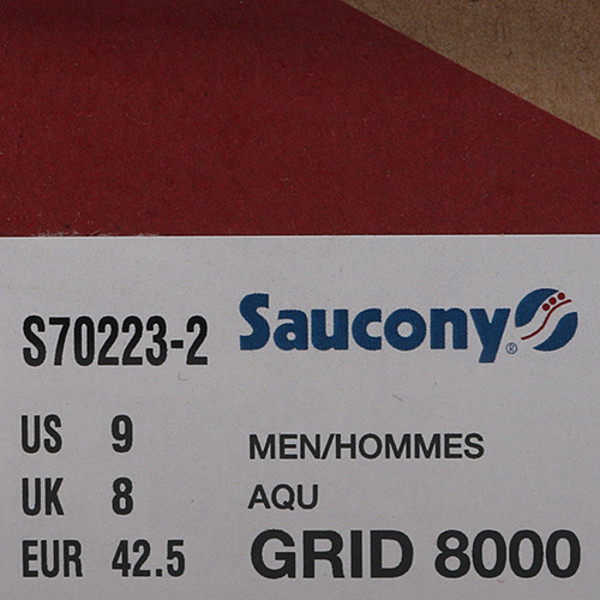 S70223-2 Saucony®
US 9
MEN/HOMMES
UK 8
AQU
EUR 42.5
GRID 8000